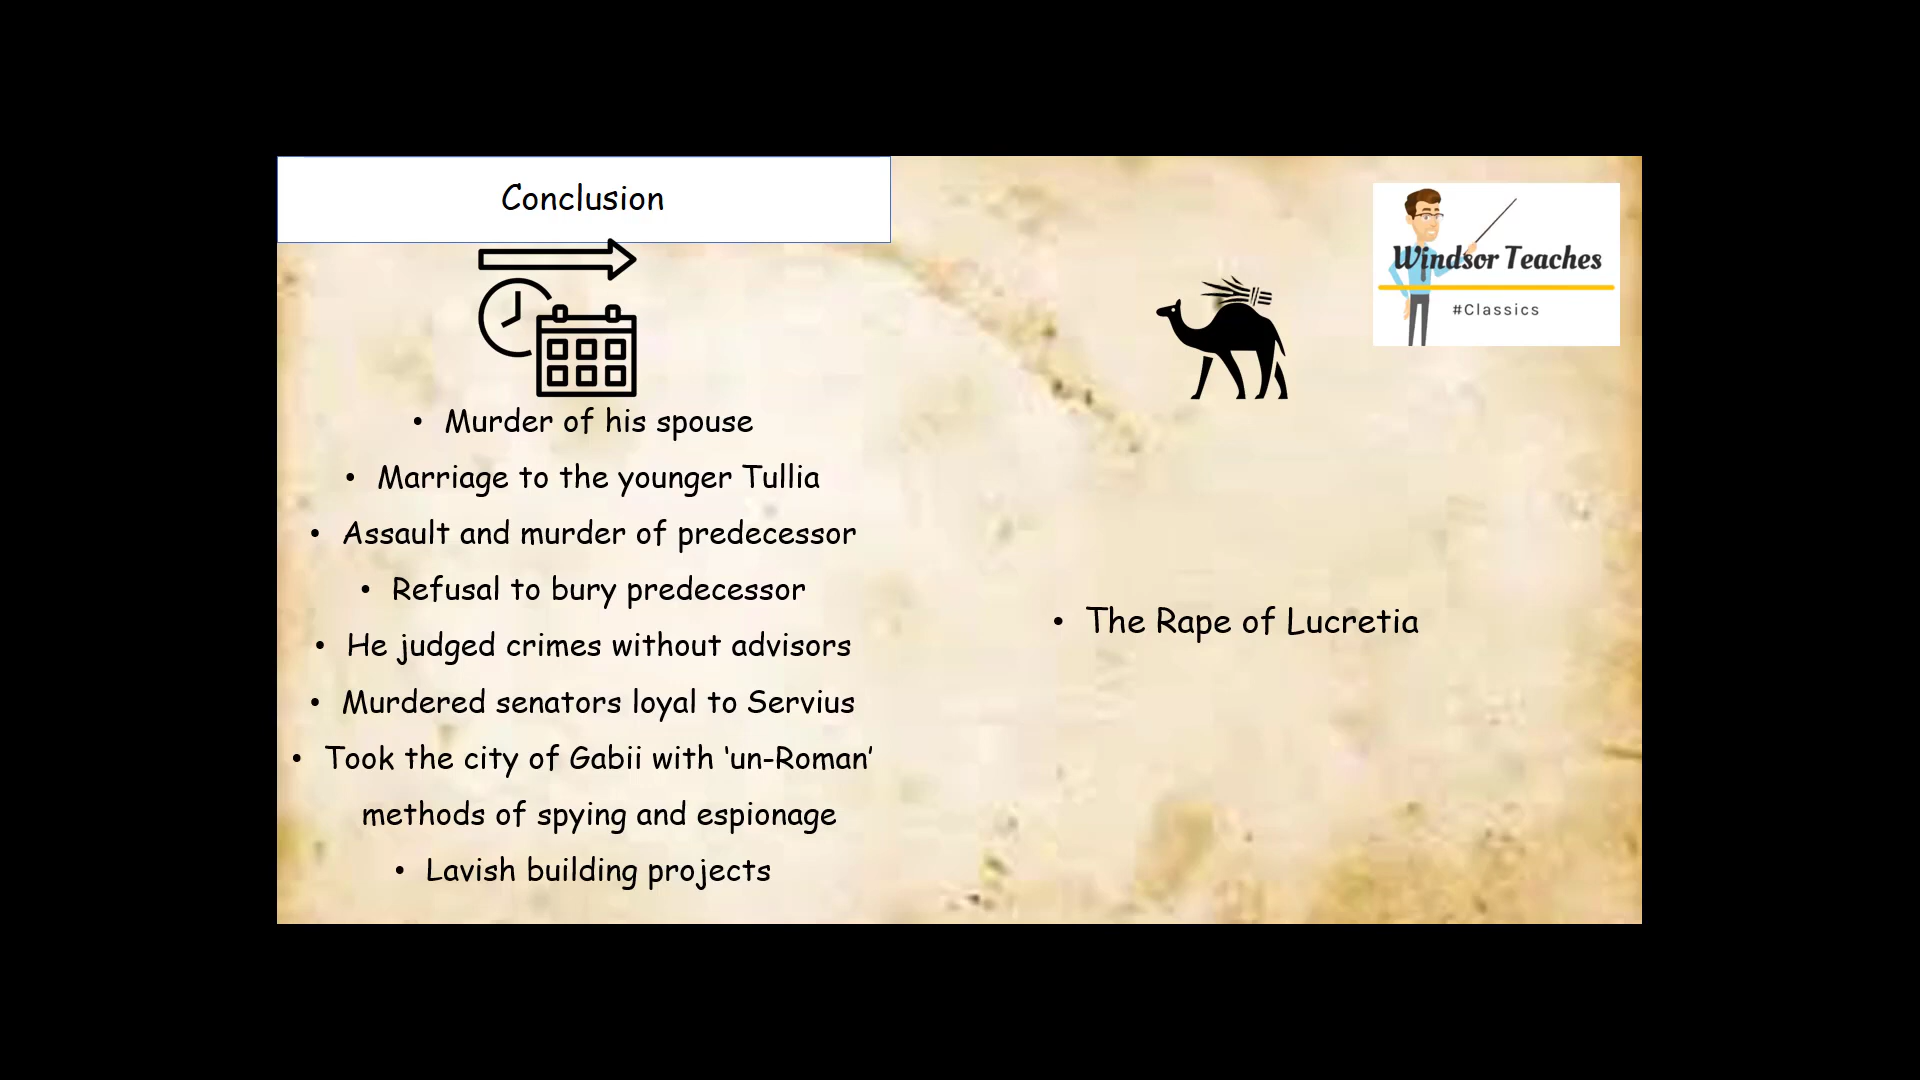 Conclusion
Windsor Teaches
#Classics
• Murder of his spouse
• Marriage to the younger Tullia
• Assault and murder of predecessor
• Refusal to bury predecessor
• He judged crimes without advisors
• Murdered senators loyal to Servius
• Took the city of Gabii with ‘un-Roman’
methods of spying and espionage
• Lavish building projects
• The Rape of Lucretia